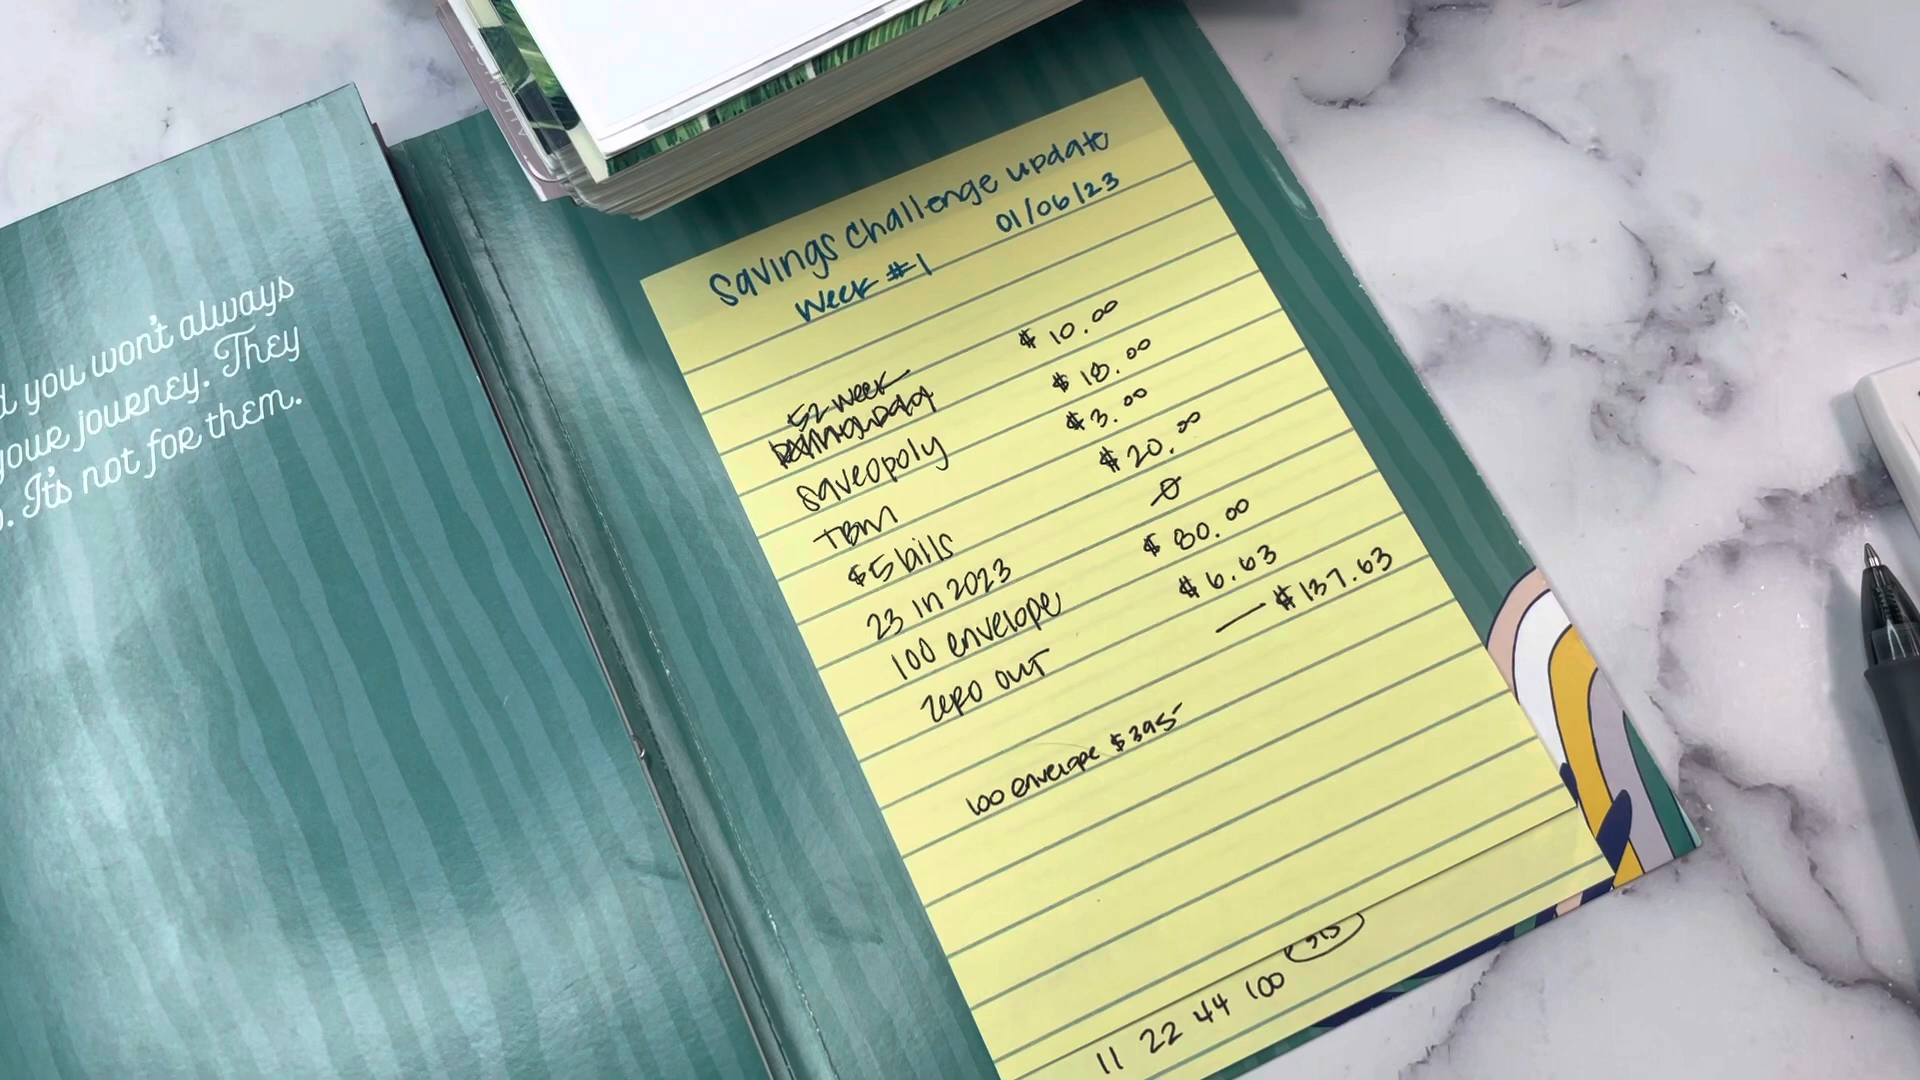 you won't always
your journey. They
It's not for them.
Savings challenge update
Week #1 01/06/23
52 week $10.00
saveopoly $18.00
TBM $3.00
$5 bills $20.00
23 in 2023 0
100 envelope $80.00
zero out $6.63
— $137.63
100 envelope $395
11 22 44 100